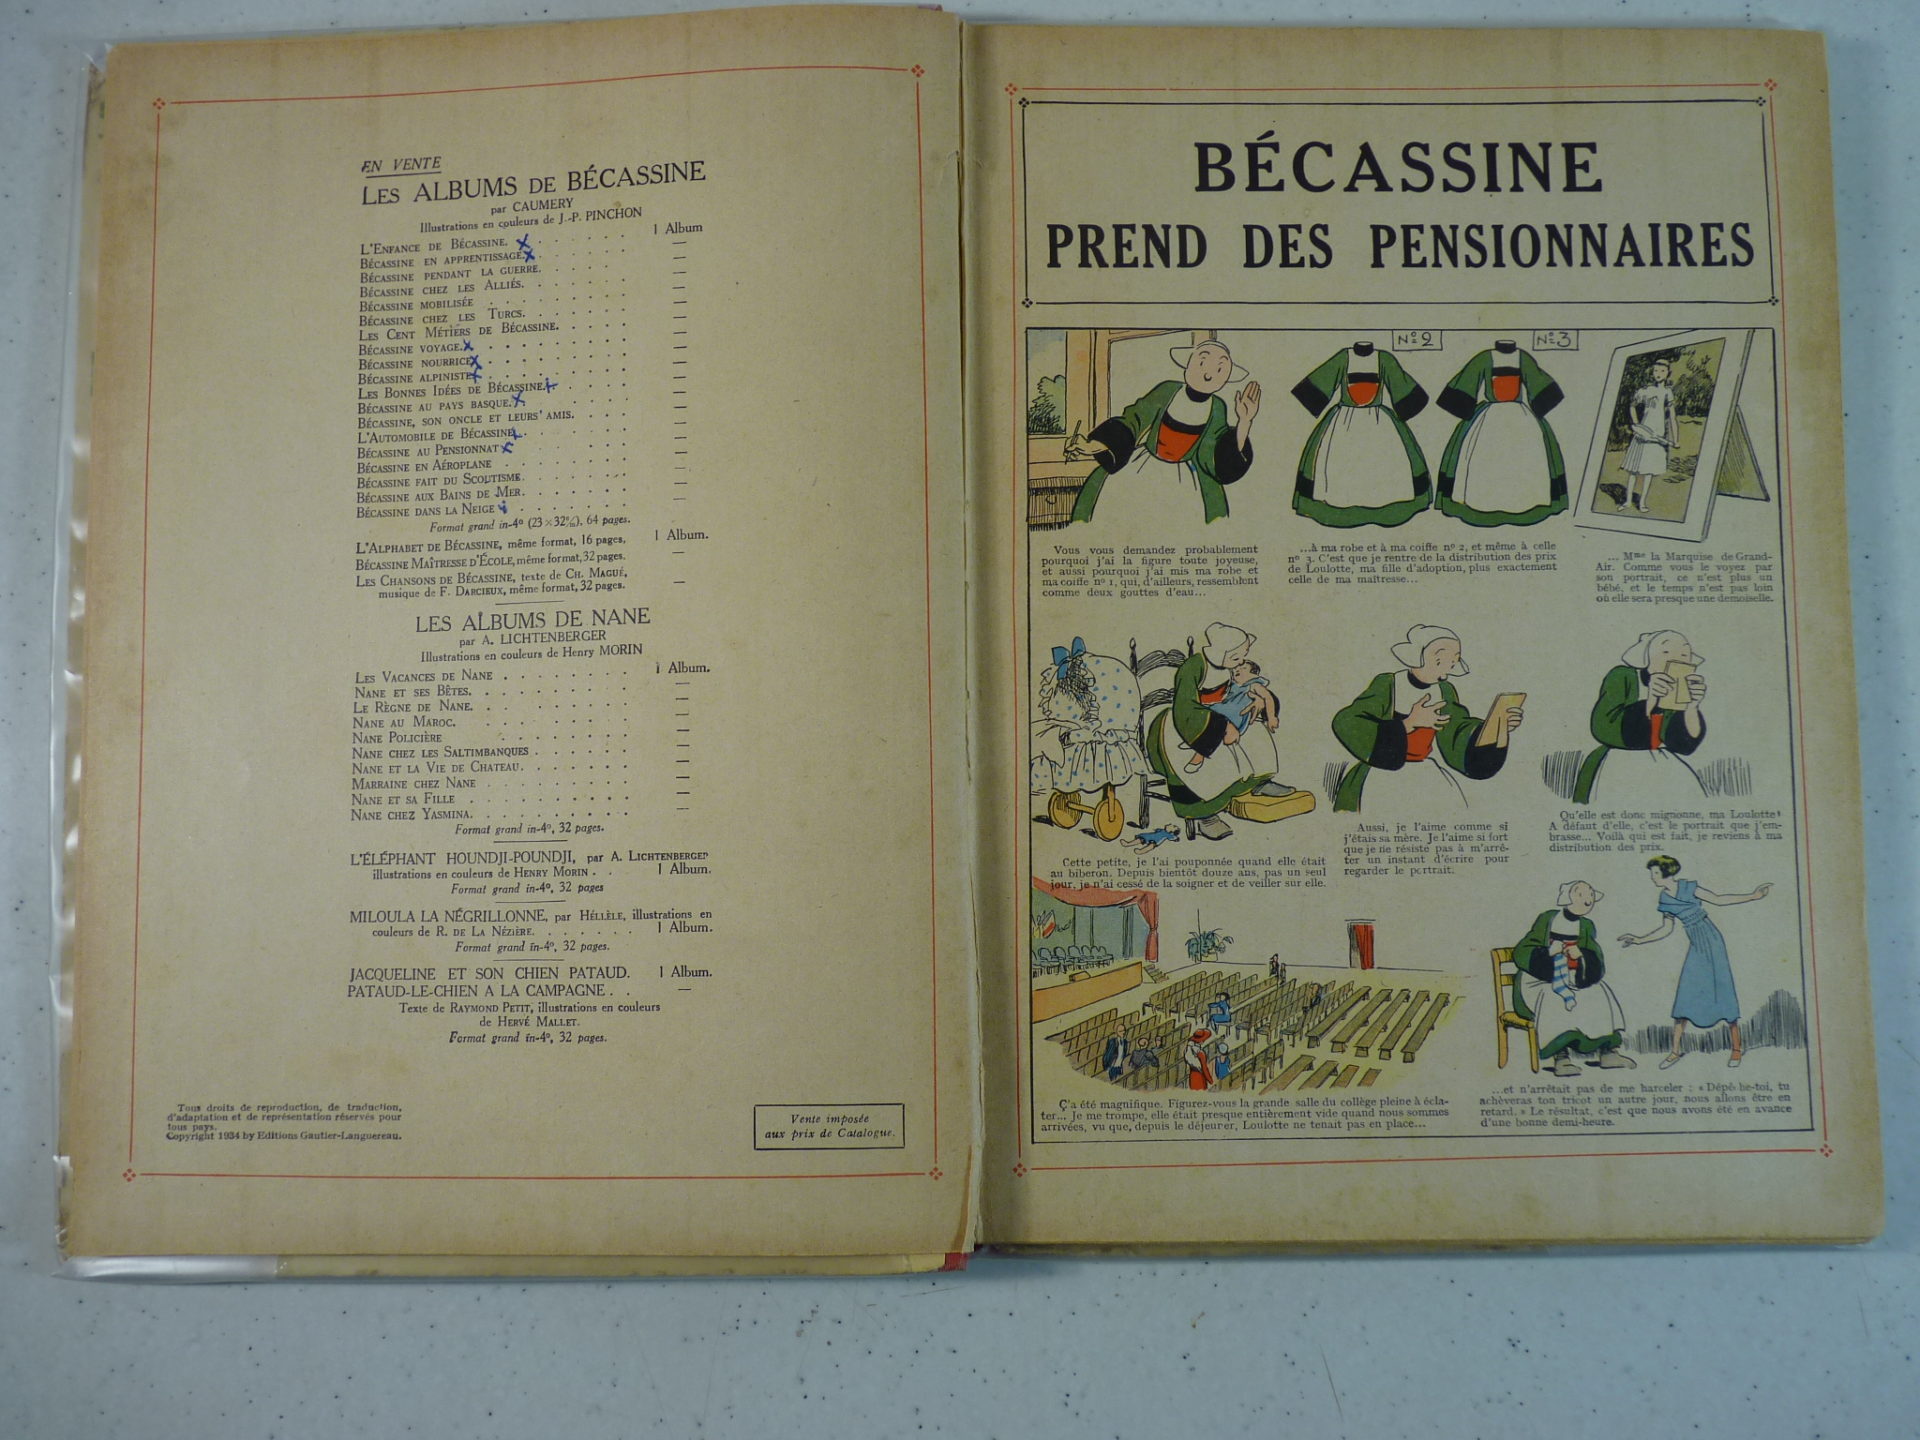 EN VENTE
LES ALBUMS DE BÉCASSINE
par CAUMERY
Illustrations en couleurs de J.-P. PINCHON
L'ENFANCE DE BÉCASSINE. X . . . . . . 1 Album
BÉCASSINE EN APPRENTISSAGE X . . . . . —
BÉCASSINE PENDANT LA GUERRE. . . . . . —
BÉCASSINE CHEZ LES ALLIÉS. . . . . . . —
BÉCASSINE MOBILISÉE . . . . . . . . —
BÉCASSINE CHEZ LES TURCS. . . . . . . —
LES CENT MÉTIERS DE BÉCASSINE. . . . . —
BÉCASSINE VOYAGE. X . . . . . . . . —
BÉCASSINE NOURRICE X . . . . . . . —
BÉCASSINE ALPINISTE X . . . . . . . —
LES BONNES IDÉES DE BÉCASSINE. X . . . . —
BÉCASSINE AU PAYS BASQUE. X . . . . . —
BÉCASSINE, SON ONCLE ET LEURS AMIS. . . . —
L'AUTOMOBILE DE BÉCASSINE X . . . . . —
BÉCASSINE AU PENSIONNAT X . . . . . . —
BÉCASSINE EN AÉROPLANE . . . . . . . —
BÉCASSINE FAIT DU SCOUTISME. . . . . . —
BÉCASSINE AUX BAINS DE MER. . . . . . —
BÉCASSINE DANS LA NEIGE . . . . . . . —
Format grand in-4º (23 × 32 %), 64 pages.
L'ALPHABET DE BÉCASSINE, même format, 16 pages, 1 Album.
BÉCASSINE MAÎTRESSE D'ÉCOLE, même format, 32 pages. —
LES CHANSONS DE BÉCASSINE, texte de CH. MAGUÉ,
musique de F. DARCIEUX, même format, 32 pages. —
LES ALBUMS DE NANE
par A. LICHTENBERGER
Illustrations en couleurs de Henry MORIN
LES VACANCES DE NANE . . . . . . . 1 Album.
NANE ET SES BÊTES. . . . . . . . . —
LE RÈGNE DE NANE. . . . . . . . . —
NANE AU MAROC. . . . . . . . . . —
NANE POLICIÈRE . . . . . . . . . —
NANE CHEZ LES SALTIMBANQUES . . . . . —
NANE ET LA VIE DE CHATEAU. . . . . . —
MARRAINE CHEZ NANE . . . . . . . . —
NANE ET SA FILLE . . . . . . . . —
NANE CHEZ YASMINA. . . . . . . . . —
Format grand in-4º, 32 pages.
L'ÉLÉPHANT HOUNDJI-POUNDJI, par A. LICHTENBERGER
illustrations en couleurs de HENRY MORIN . . 1 Album.
Format grand in-4º, 32 pages
MILOULA LA NÉGRILLONNE, par HÉLLÈLE, illustrations en
couleurs de R. DE LA NÉZIÈRE. . . . . . . 1 Album.
Format grand in-4º, 32 pages.
JACQUELINE ET SON CHIEN PATAUD. 1 Album.
PATAUD-LE-CHIEN A LA CAMPAGNE . . —
Texte de RAYMOND PETIT, illustrations en couleurs
de HERVÉ MALLET.
Format grand in-4º, 32 pages.
Tous droits de reproduction, de traduction,
d'adaptation et de représentation réservés pour
tous pays.
Copyright 1934 by Editions Gautier-Languereau.
Vente imposée
aux prix de Catalogue.
BÉCASSINE
PREND DES PENSIONNAIRES
Nº 2
Nº 3
Vous vous demandez probablement
pourquoi j'ai la figure toute joyeuse,
et aussi pourquoi j'ai mis ma robe et
ma coiffe nº 1, qui, d'ailleurs, ressemblent
comme deux gouttes d'eau...
...à ma robe et à ma coiffe nº 2, et même à celle
nº 3. C'est que je rentre de la distribution des prix
de Loulotte, ma fille d'adoption, plus exactement
celle de ma maîtresse...
... Mme la Marquise de Grand-
Air. Comme vous le voyez par
son portrait, ce n'est plus un
bébé, et le temps n'est pas loin
où elle sera presque une demoiselle.
Cette petite, je l'ai pouponnée quand elle était
au biberon. Depuis bientôt douze ans, pas un seul
jour, je n'ai cessé de la soigner et de veiller sur elle.
Aussi, je l'aime comme si
j'étais sa mère. Je l'aime si fort
que je ne résiste pas à m'arrê-
ter un instant d'écrire pour
regarder le portrait.
Qu'elle est donc mignonne, ma Loulotte!
A défaut d'elle, c'est le portrait que j'em-
brasse... Voilà qui est fait, je reviens à ma
distribution des prix.
Ç'a été magnifique. Figurez-vous la grande salle du collège pleine à écla-
ter... Je me trompe, elle était presque entièrement vide quand nous sommes
arrivées, vu que, depuis le déjeuner, Loulotte ne tenait pas en place...
...et n'arrêtait pas de me harceler : « Dépêche-toi, tu
achèveras ton tricot un autre jour, nous allons être en
retard. » Le résultat, c'est que nous avons été en avance
d'une bonne demi-heure.